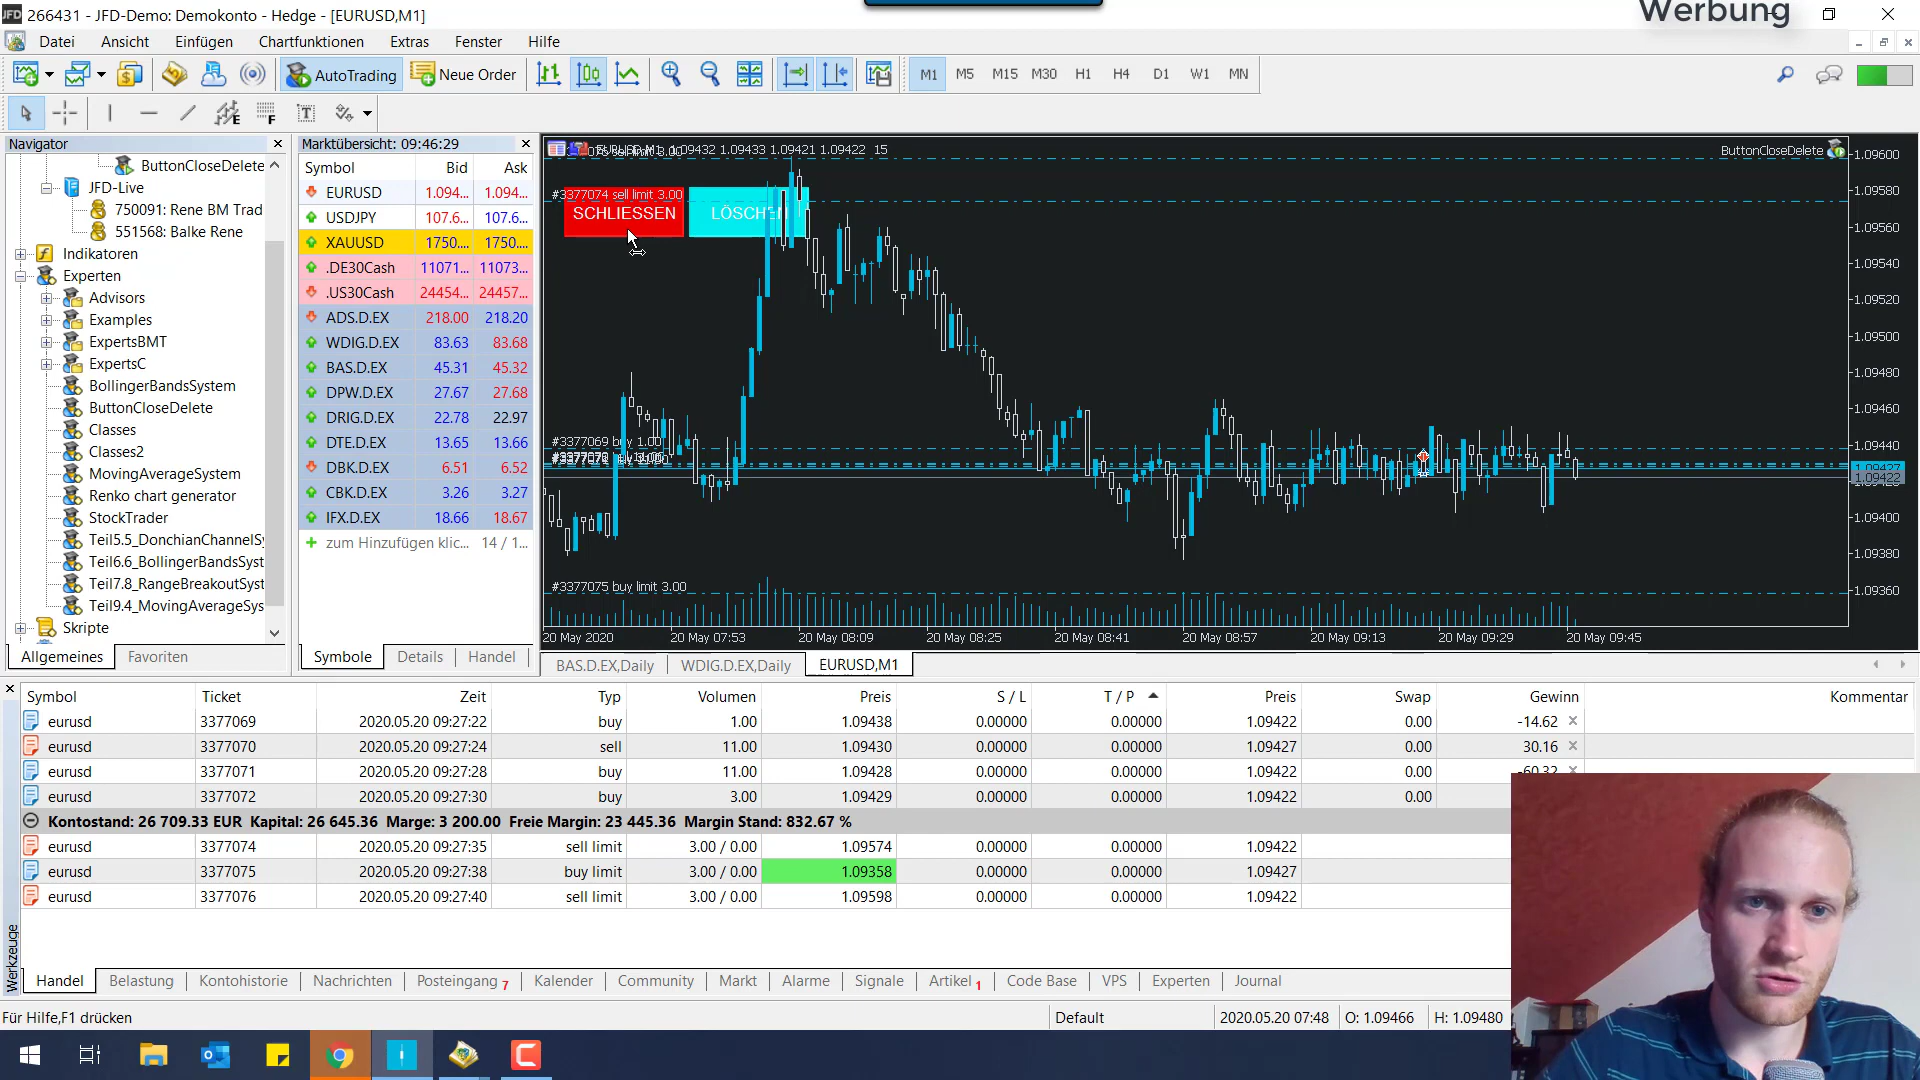 266431 - JFD-Demo: Demokonto - Hedge - [EURUSD,M1]
Werbung
Datei Ansicht Einfügen Chartfunktionen Extras Fenster Hilfe
AutoTrading Neue Order M1 M5 M15 M30 H1 H4 D1 W1 MN
Navigator
ButtonCloseDelete
JFD-Live
750091: Rene BM Trad
551568: Balke Rene
Indikatoren
Experten
Advisors
Examples
ExpertsBMT
ExpertsC
BollingerBandsSystem
ButtonCloseDelete
Classes
Classes2
MovingAverageSystem
Renko chart generator
StockTrader
Teil5.5_DonchianChannelSy
Teil6.6_BollingerBandsSyst
Teil7.8_RangeBreakoutSyst
Teil9.4_MovingAverageSys
Skripte
Allgemeines Favoriten
Marktübersicht: 09:46:29
Symbol Bid Ask
EURUSD 1.094... 1.094...
USDJPY 107.6... 107.6...
XAUUSD 1750.... 1750....
.DE30Cash 11071... 11073...
.US30Cash 24454... 24457...
ADS.D.EX 218.00 218.20
WDIG.D.EX 83.63 83.68
BAS.D.EX 45.31 45.32
DPW.D.EX 27.67 27.68
DRIG.D.EX 22.78 22.97
DTE.D.EX 13.65 13.66
DBK.D.EX 6.51 6.52
CBK.D.EX 3.26 3.27
IFX.D.EX 18.66 18.67
zum Hinzufügen klic... 14 / 1...
Symbole Details Handel
EURUSD,M1 1.09432 1.09433 1.09421 1.09422 15
ButtonCloseDelete
#3377074 sell limit 3.00
SCHLIESSEN LÖSCHEN
#3377069 buy 1.00
#3377075 buy limit 3.00
1.09600
1.09580
1.09560
1.09540
1.09520
1.09500
1.09480
1.09460
1.09440
1.09427
1.09422
1.09400
1.09380
1.09360
20 May 2020 20 May 07:53 20 May 08:09 20 May 08:25 20 May 08:41 20 May 08:57 20 May 09:13 20 May 09:29 20 May 09:45
BAS.D.EX,Daily WDIG.D.EX,Daily EURUSD,M1
Symbol Ticket Zeit Typ Volumen Preis S / L T / P Preis Swap Gewinn Kommentar
eurusd 3377069 2020.05.20 09:27:22 buy 1.00 1.09438 0.00000 0.00000 1.09422 0.00 -14.62
eurusd 3377070 2020.05.20 09:27:24 sell 11.00 1.09430 0.00000 0.00000 1.09427 0.00 30.16
eurusd 3377071 2020.05.20 09:27:28 buy 11.00 1.09428 0.00000 0.00000 1.09422 0.00 -60.32
eurusd 3377072 2020.05.20 09:27:30 buy 3.00 1.09429 0.00000 0.00000 1.09422 0.00
Kontostand: 26 709.33 EUR Kapital: 26 645.36 Marge: 3 200.00 Freie Margin: 23 445.36 Margin Stand: 832.67 %
eurusd 3377074 2020.05.20 09:27:35 sell limit 3.00 / 0.00 1.09574 0.00000 0.00000 1.09422
eurusd 3377075 2020.05.20 09:27:38 buy limit 3.00 / 0.00 1.09358 0.00000 0.00000 1.09427
eurusd 3377076 2020.05.20 09:27:40 sell limit 3.00 / 0.00 1.09598 0.00000 0.00000 1.09422
Werkzeuge
Handel Belastung Kontohistorie Nachrichten Posteingang 7 Kalender Community Markt Alarme Signale Artikel 1 Code Base VPS Experten Journal
Für Hilfe,F1 drücken Default 2020.05.20 07:48 O: 1.09466 H: 1.09480